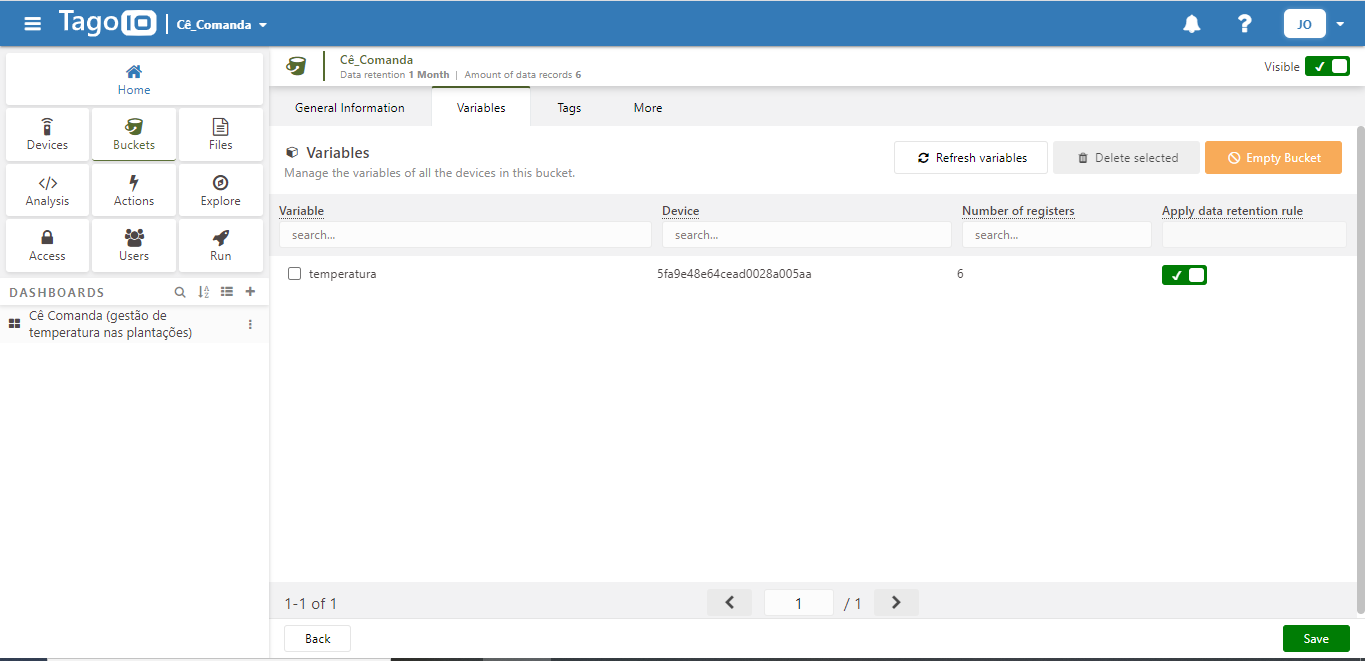 TagoIO Cê_Comanda
JO
Home
Devices Buckets Files
Analysis Actions Explore
Access Users Run
DASHBOARDS
Cê Comanda (gestão de
temperatura nas plantações)
Cê_Comanda
Data retention 1 Month | Amount of data records 6
Visible
General Information Variables Tags More
Variables
Manage the variables of all the devices in this bucket.
Refresh variables Delete selected Empty Bucket
Variable Device Number of registers Apply data retention rule
search... search... search...
temperatura 5fa9e48e64cead0028a005aa 6
1-1 of 1 1 / 1
Back Save